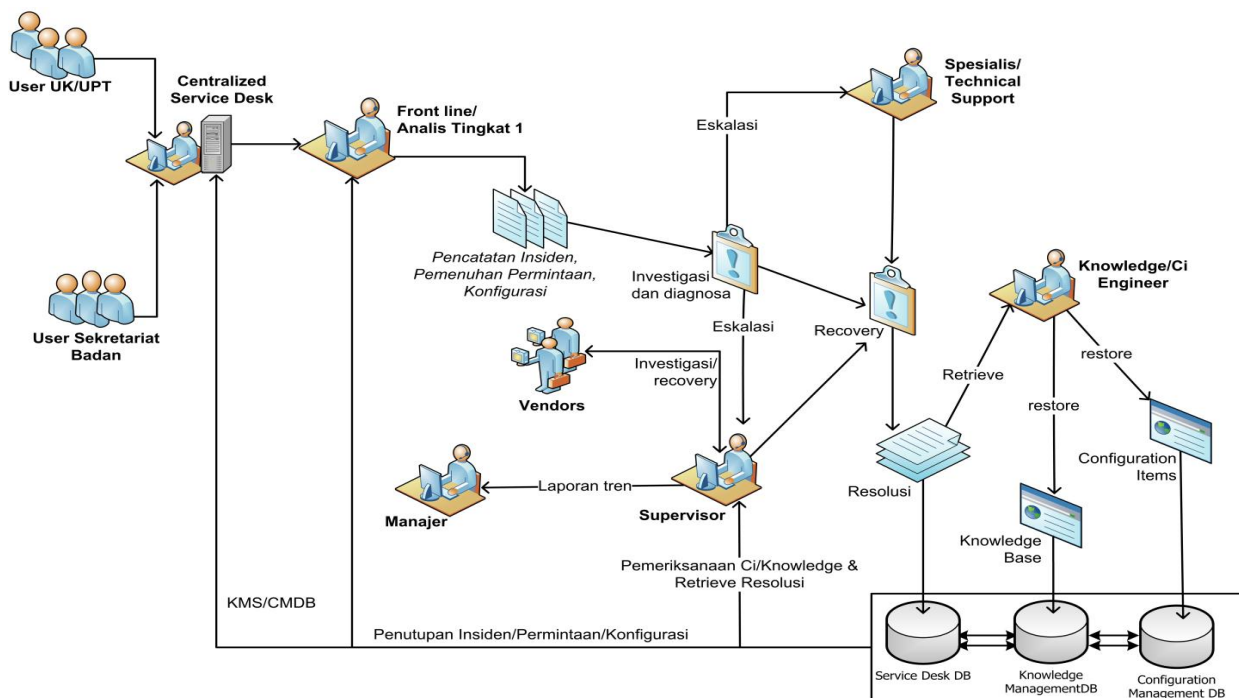 User UK/UPT
Centralized
Service Desk
Front line/
Analis Tingkat 1
Spesialis/
Technical
Support
Eskalasi
Pencatatan Insiden,
Pemenuhan Permintaan,
Konfigurasi
Investigasi
dan diagnosa
Eskalasi
Recovery
Knowledge/Ci
Engineer
User Sekretariat
Badan
Vendors
Investigasi/
recovery
Retrieve
restore
restore
Configuration
Items
Resolusi
Manajer
Laporan tren
Supervisor
Knowledge
Base
Pemeriksanaan Ci/Knowledge &
Retrieve Resolusi
KMS/CMDB
Penutupan Insiden/Permintaan/Konfigurasi
Service Desk DB
Knowledge
ManagementDB
Configuration
Management DB